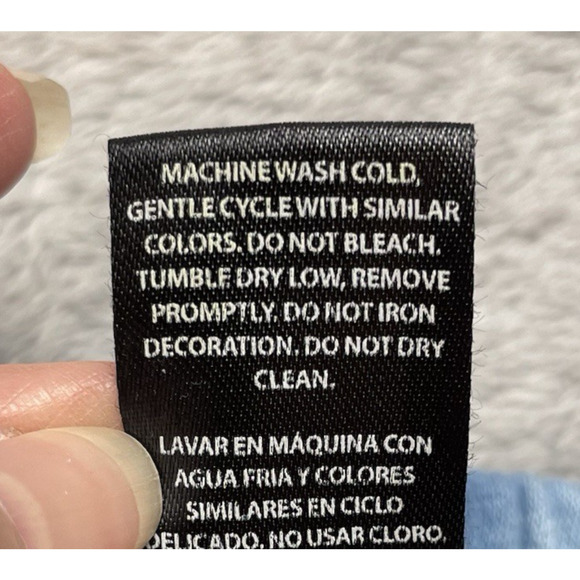 MACHINE WASH COLD,
GENTLE CYCLE WITH SIMILAR
COLORS. DO NOT BLEACH.
TUMBLE DRY LOW, REMOVE
PROMPTLY. DO NOT IRON
DECORATION. DO NOT DRY
CLEAN.
LAVAR EN MÁQUINA CON
AGUA FRIA Y COLORES
SIMILARES EN CICLO
DELICADO. NO USAR CLORO.